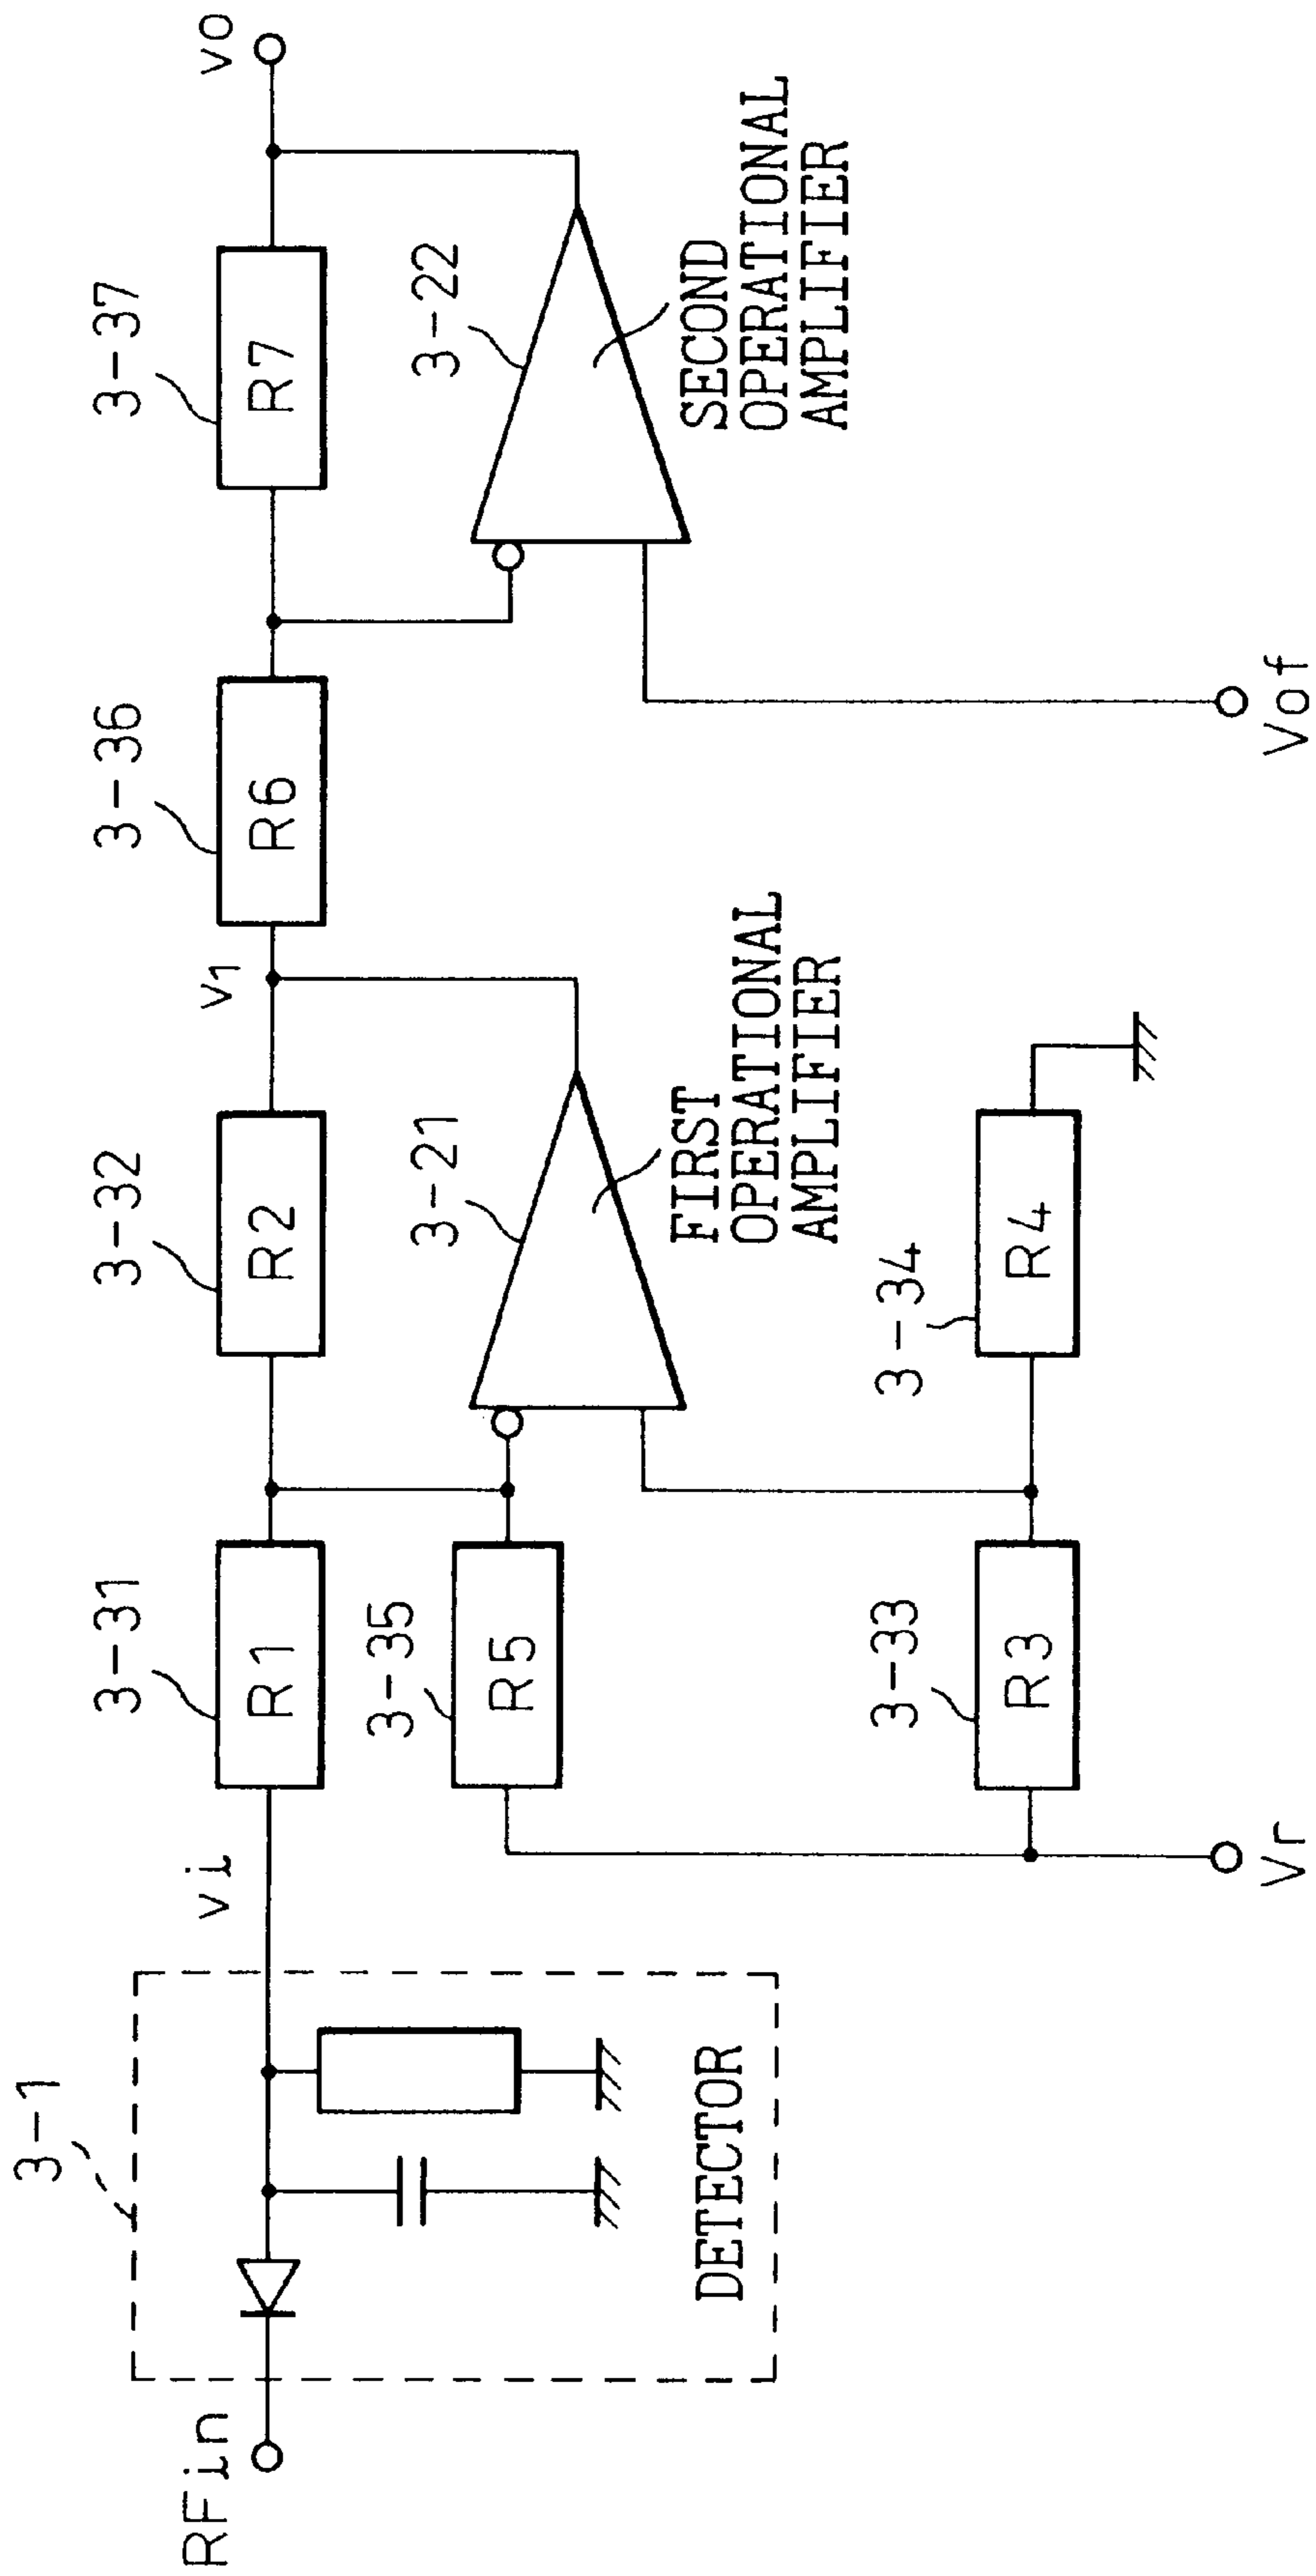 3-1
RFin
DETECTOR
vi
3-31
R1
3-35
R5
3-33
R3
Vr
3-32
R2
3-21
FIRST
OPERATIONAL
AMPLIFIER
3-34
R4
v1
3-36
R6
3-37
R7
3-22
SECOND
OPERATIONAL
AMPLIFIER
Vof
vo